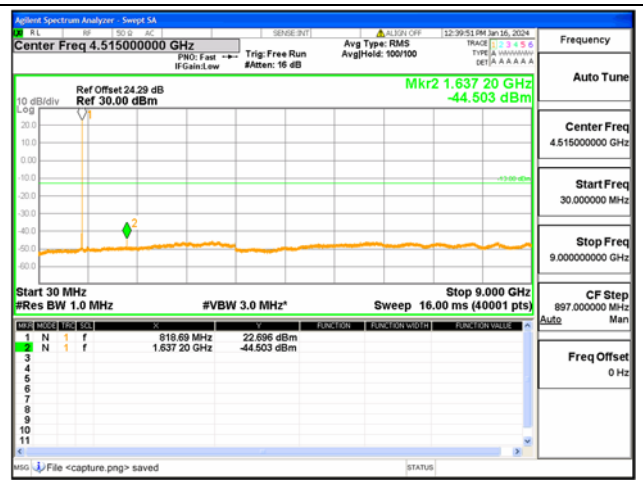 Agilent Spectrum Analyzer - Swept SA
RL RF 50 Ω AC SENSE:INT ALIGN OFF 12:39:51 PM Jan 16, 2024
Center Freq 4.515000000 GHz
PNO: Fast
IFGain:Low
Trig: Free Run
#Atten: 16 dB
Avg Type: RMS
Avg|Hold: 100/100
TRACE 1 2 3 4 5 6
TYPE A
DET A A A A A A
Frequency
Mkr2 1.637 20 GHz
-44.503 dBm
Ref Offset 24.29 dB
10 dB/div Ref 30.00 dBm
Log
1
20.0
10.0
0.00
-13.00 dBm
-10.0
-20.0
-30.0
2
-40.0
-50.0
-60.0
Start 30 MHz Stop 9.000 GHz
#Res BW 1.0 MHz #VBW 3.0 MHz* Sweep 16.00 ms (40001 pts)
MKR MODE TRC SCL X Y FUNCTION FUNCTION WIDTH FUNCTION VALUE
1 N 1 f 818.69 MHz 22.696 dBm
2 N 1 f 1.637 20 GHz -44.503 dBm
3
4
5
6
7
8
9
10
11
Auto Tune
Center Freq
4.515000000 GHz
Start Freq
30.000000 MHz
Stop Freq
9.000000000 GHz
CF Step
897.000000 MHz
Auto Man
Freq Offset
0 Hz
MSG File <capture.png> saved STATUS